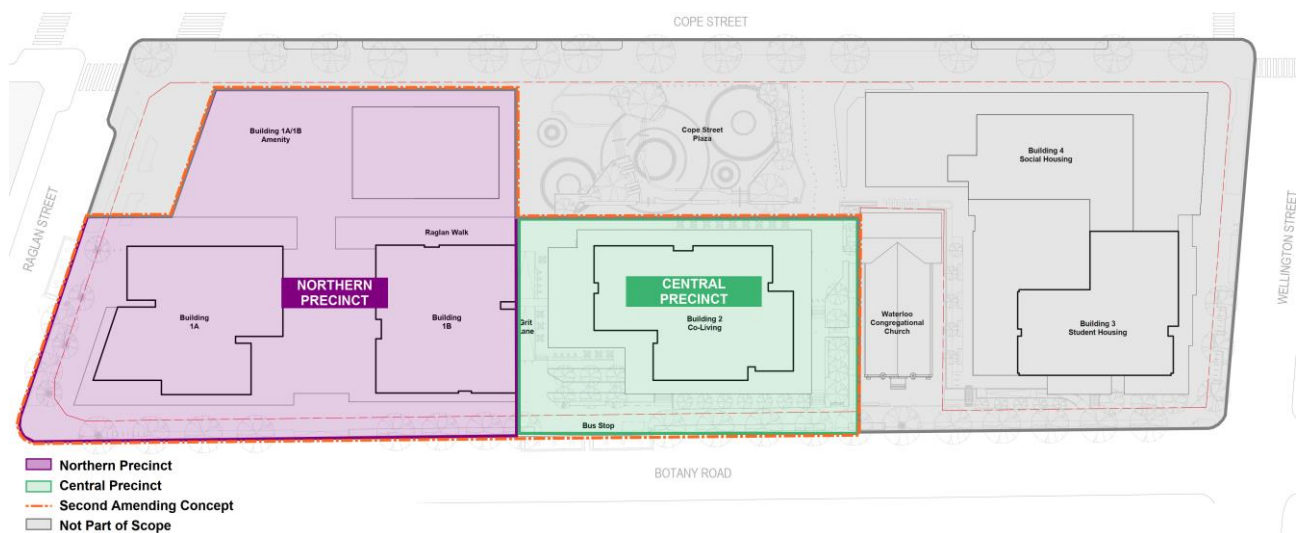 COPE STREET
Building 1A/1B
Amenity
Cope Street
Plaza
Building 4
Social Housing
RAGLAN STREET
Raglan Walk
WELLINGTON STREET
NORTHERN
PRECINCT
CENTRAL
PRECINCT
Building
1A
Building
1B
Grit
Lane
Building 2
Co-Living
Waterloo
Congregational
Church
Building 3
Student Housing
Bus Stop
BOTANY ROAD
Northern Precinct
Central Precinct
Second Amending Concept
Not Part of Scope